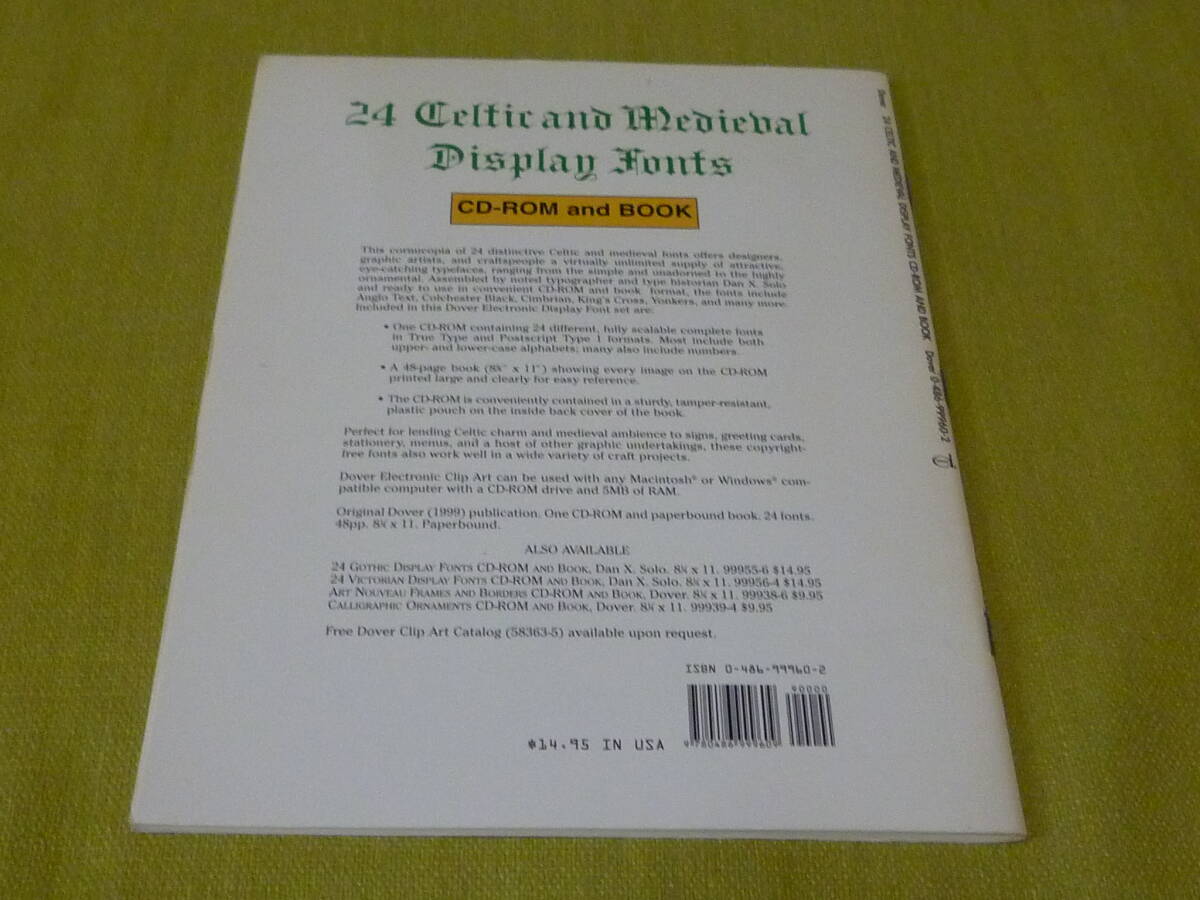 24 Celtic and Medieval
Display Fonts
CD-ROM and BOOK
This cornucopia of 24 distinctive Celtic and medieval fonts offers designers,
graphic artists, and craftspeople a virtually unlimited supply of attractive,
eye-catching typefaces, ranging from the simple and unadorned to the highly
ornamental. Assembled by noted typographer and type historian Dan X. Solo
and ready to use in convenient CD-ROM and book format, the fonts include
Anglo Text, Colchester Black, Cimbrian, King's Cross, Yonkers, and many more.
Included in this Dover Electronic Display Font set are:
• One CD-ROM containing 24 different, fully scalable complete fonts
in True Type and Postscript Type 1 formats. Most include both
upper- and lower-case alphabets; many also include numbers.
• A 48-page book (8¼" x 11") showing every image on the CD-ROM
printed large and clearly for easy reference.
• The CD-ROM is conveniently contained in a sturdy, tamper-resistant,
plastic pouch on the inside back cover of the book.
Perfect for lending Celtic charm and medieval ambience to signs, greeting cards,
stationery, menus, and a host of other graphic undertakings, these copyright-
free fonts also work well in a wide variety of craft projects.
Dover Electronic Clip Art can be used with any Macintosh® or Windows® com-
patible computer with a CD-ROM drive and 5MB of RAM.
Original Dover (1999) publication. One CD-ROM and paperbound book. 24 fonts.
48pp. 8¼ x 11. Paperbound.
ALSO AVAILABLE
24 GOTHIC DISPLAY FONTS CD-ROM AND BOOK, Dan X. Solo. 8¼ x 11. 99955-6 $14.95
24 VICTORIAN DISPLAY FONTS CD-ROM AND BOOK, Dan X. Solo. 8¼ x 11. 99956-4 $14.95
ART NOUVEAU FRAMES AND BORDERS CD-ROM AND BOOK, Dover. 8¼ x 11. 99938-6 $9.95
CALLIGRAPHIC ORNAMENTS CD-ROM AND BOOK, Dover. 8¼ x 11. 99939-4 $9.95
Free Dover Clip Art Catalog (58363-5) available upon request.
ISBN 0-486-99960-2
90000
$14.95 IN USA
9 780486 999609
Dover 24 CELTIC AND MEDIEVAL DISPLAY FONTS CD-ROM AND BOOK Dover 0-486-99960-2